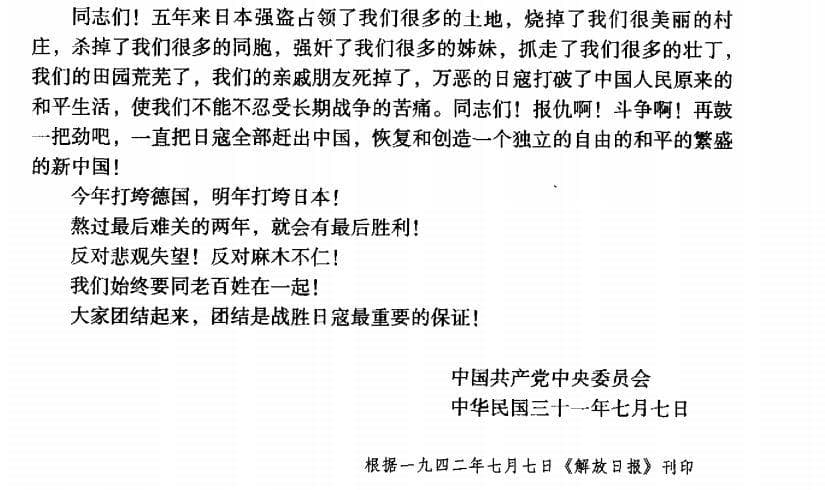 同志们！五年来日本强盗占领了我们很多的土地，烧掉了我们很美丽的村
庄，杀掉了我们很多的同胞，强奸了我们很多的姊妹，抓走了我们很多的壮丁，
我们的田园荒芜了，我们的亲戚朋友死掉了，万恶的日寇打破了中国人民原来的
和平生活，使我们不能不忍受长期战争的苦痛。同志们！报仇啊！斗争啊！再鼓
一把劲吧，一直把日寇全部赶出中国，恢复和创造一个独立的自由的和平的繁盛
的新中国！
今年打垮德国，明年打垮日本！
熬过最后难关的两年，就会有最后胜利！
反对悲观失望！反对麻木不仁！
我们始终要同老百姓在一起！
大家团结起来，团结是战胜日寇最重要的保证！
中国共产党中央委员会
中华民国三十一年七月七日
根据一九四二年七月七日《解放日报》刊印